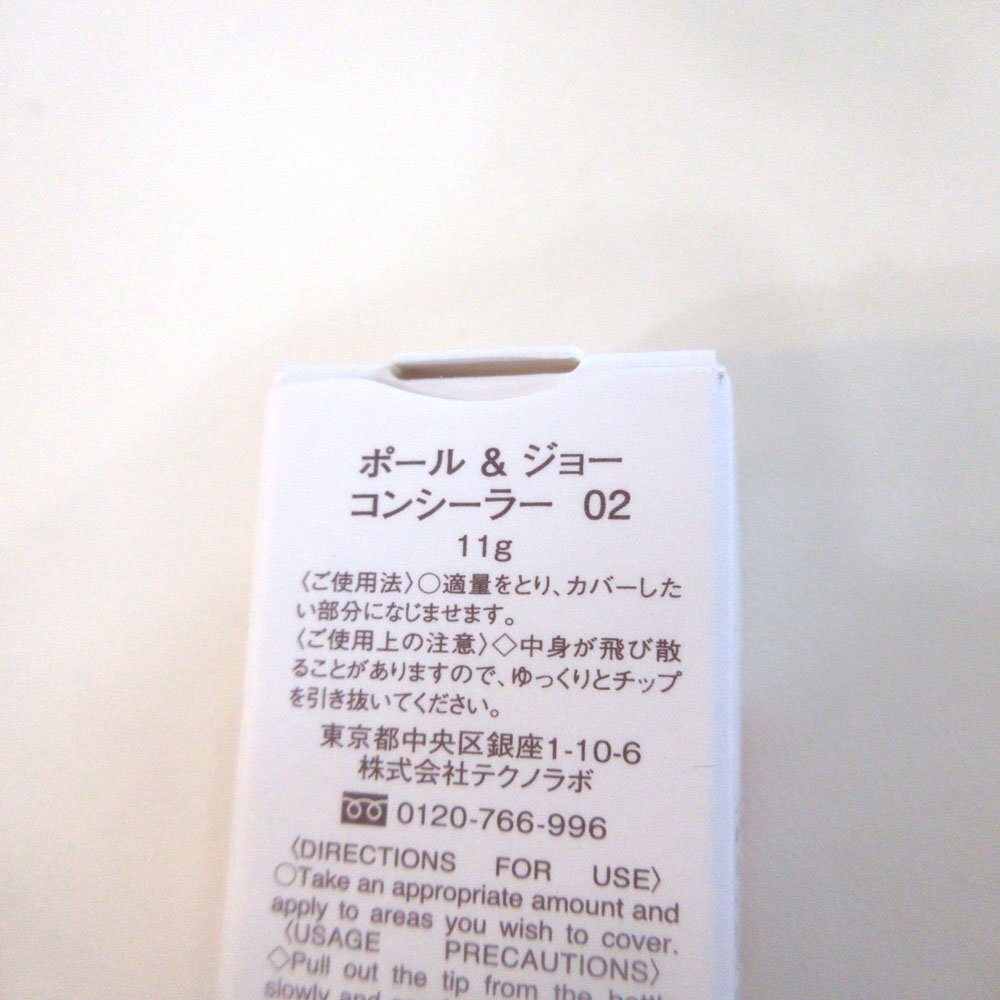 ポール & ジョー
コンシーラー 02
11g
〈ご使用法〉○適量をとり、カバーした
い部分になじませます。
〈ご使用上の注意〉◇中身が飛び散
ることがありますので、ゆっくりとチップ
を引き抜いてください。
東京都中央区銀座1-10-6
株式会社テクノラボ
0120-766-996
〈DIRECTIONS FOR USE〉
○Take an appropriate amount and
apply to areas you wish to cover.
〈USAGE PRECAUTIONS〉
◇Pull out the tip from the bottle
slowly and